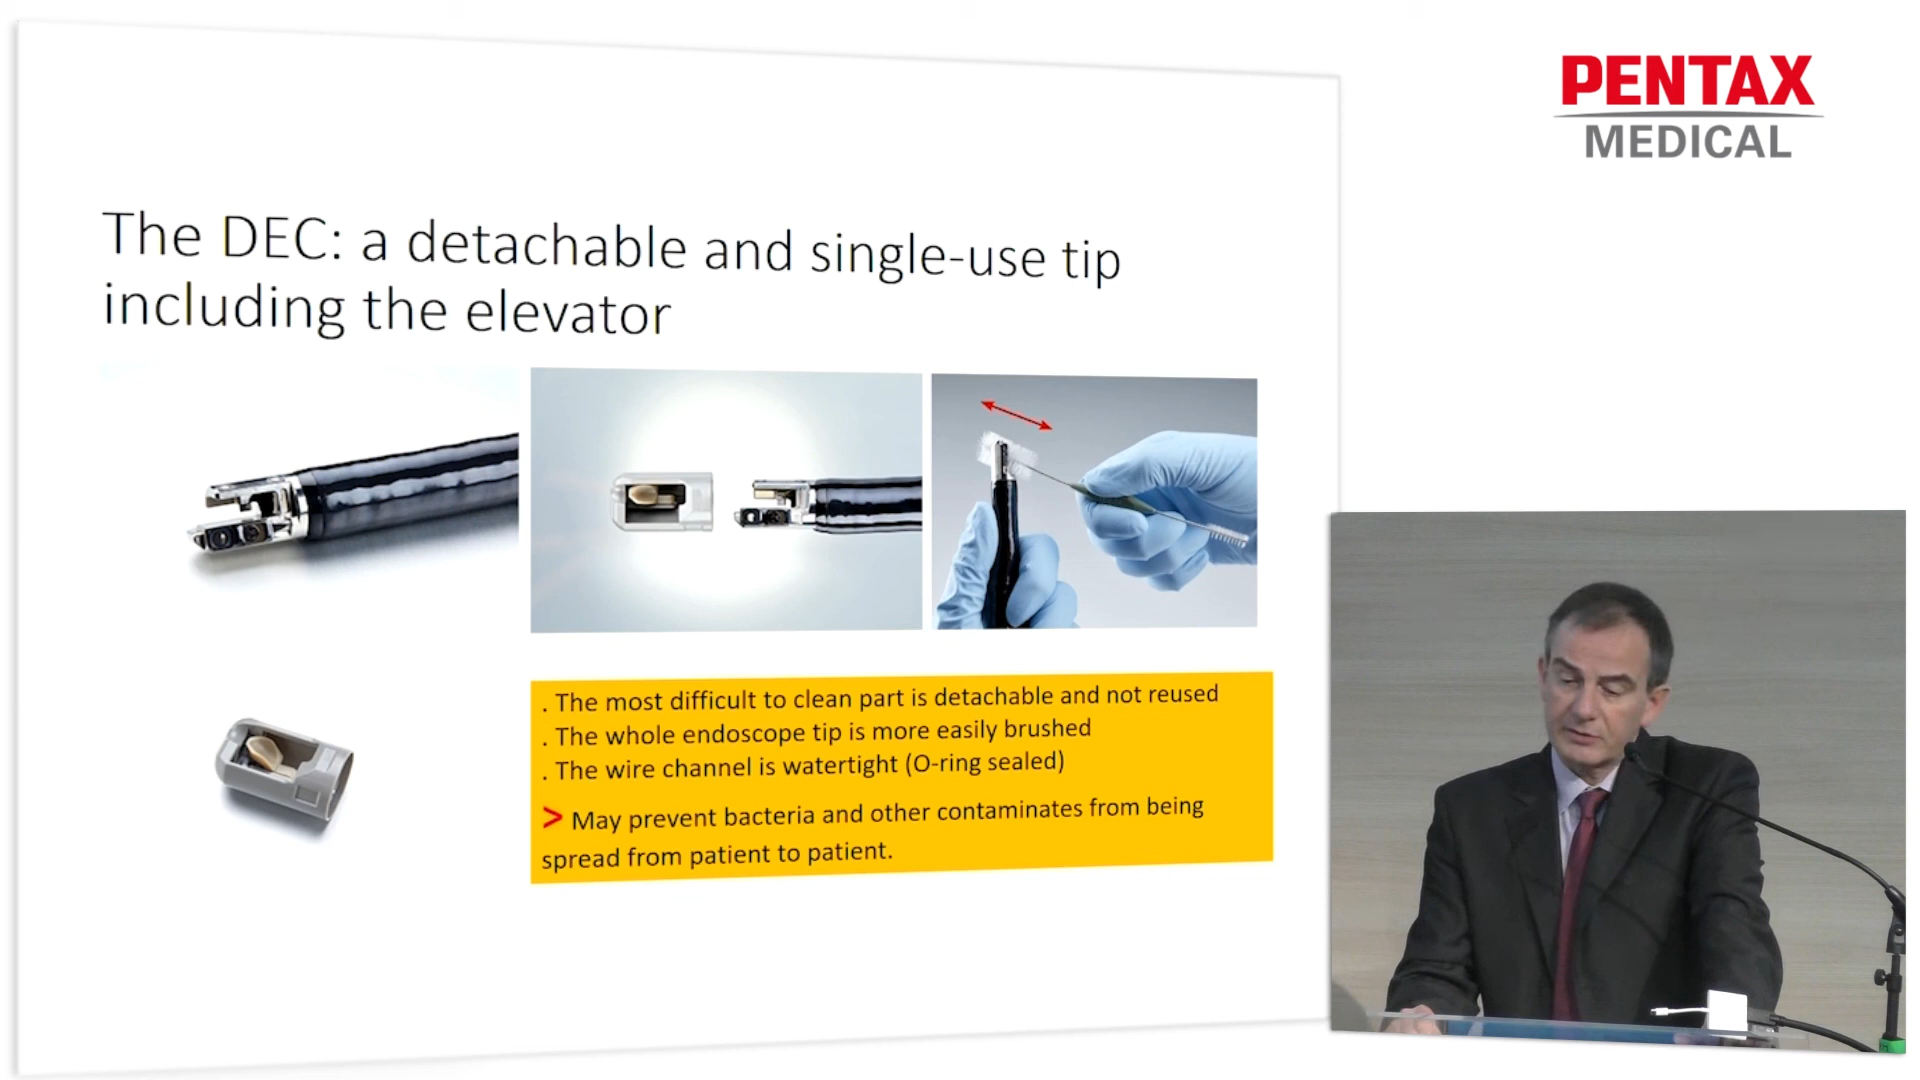 PENTAX
MEDICAL
The DEC: a detachable and single-use tip
including the elevator
. The most difficult to clean part is detachable and not reused
. The whole endoscope tip is more easily brushed
. The wire channel is watertight (O-ring sealed)
> May prevent bacteria and other contaminates from being
spread from patient to patient.